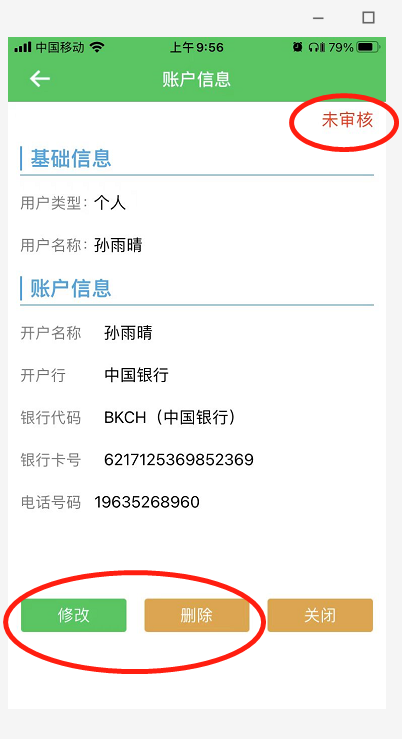 中国移动 上午9:56 79%
账户信息
未审核
基础信息
用户类型：个人
用户名称：孙雨晴
账户信息
开户名称 孙雨晴
开户行 中国银行
银行代码 BKCH（中国银行）
银行卡号 6217125369852369
电话号码 19635268960
修改 删除 关闭